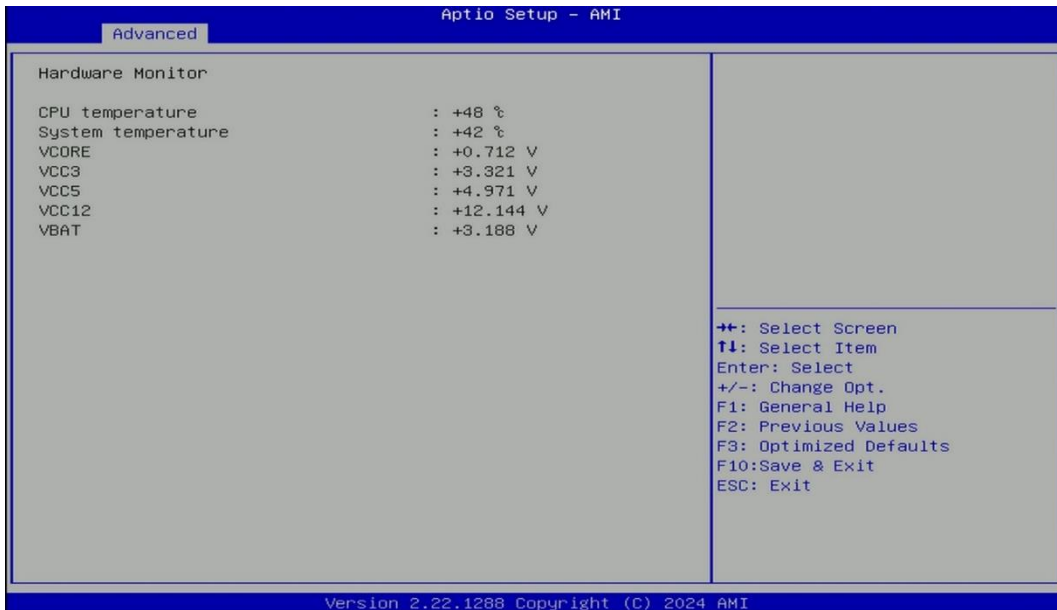 Aptio Setup - AMI
Advanced
Hardware Monitor
CPU temperature : +48 ℃
System temperature : +42 ℃
VCORE : +0.712 V
VCC3 : +3.321 V
VCC5 : +4.971 V
VCC12 : +12.144 V
VBAT : +3.188 V
→←: Select Screen
↑↓: Select Item
Enter: Select
+/-: Change Opt.
F1: General Help
F2: Previous Values
F3: Optimized Defaults
F10:Save & Exit
ESC: Exit
Version 2.22.1288 Copyright (C) 2024 AMI